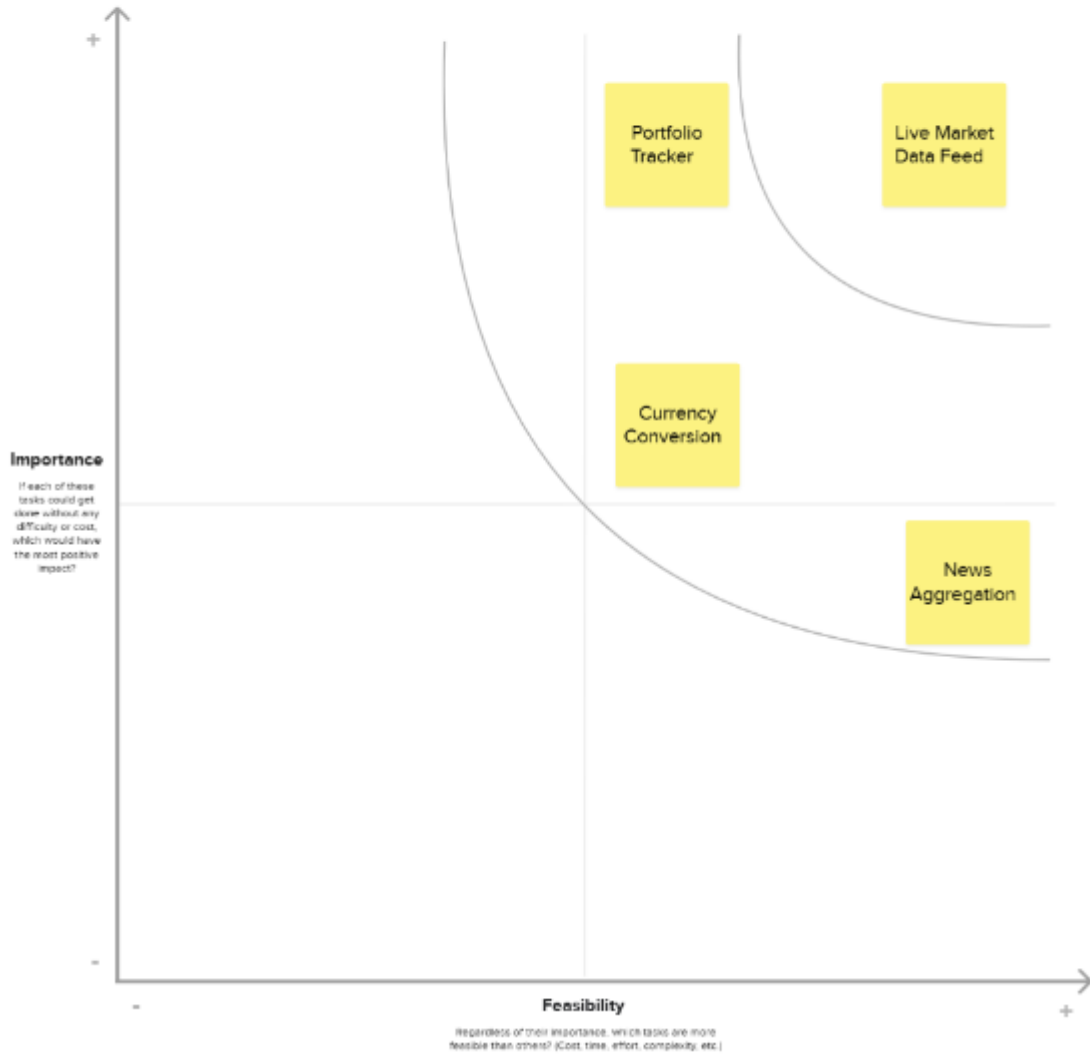 +
Portfolio
Tracker
Live Market
Data Feed
Currency
Conversion
Importance
If each of these
tasks could get
done without any
difficulty or cost,
which would have
the most positive
impact?
News
Aggregation
-
-
Feasibility
+
Regardless of their importance, which tasks are more
feasible than others? (Cost, time, effort, complexity, etc.)